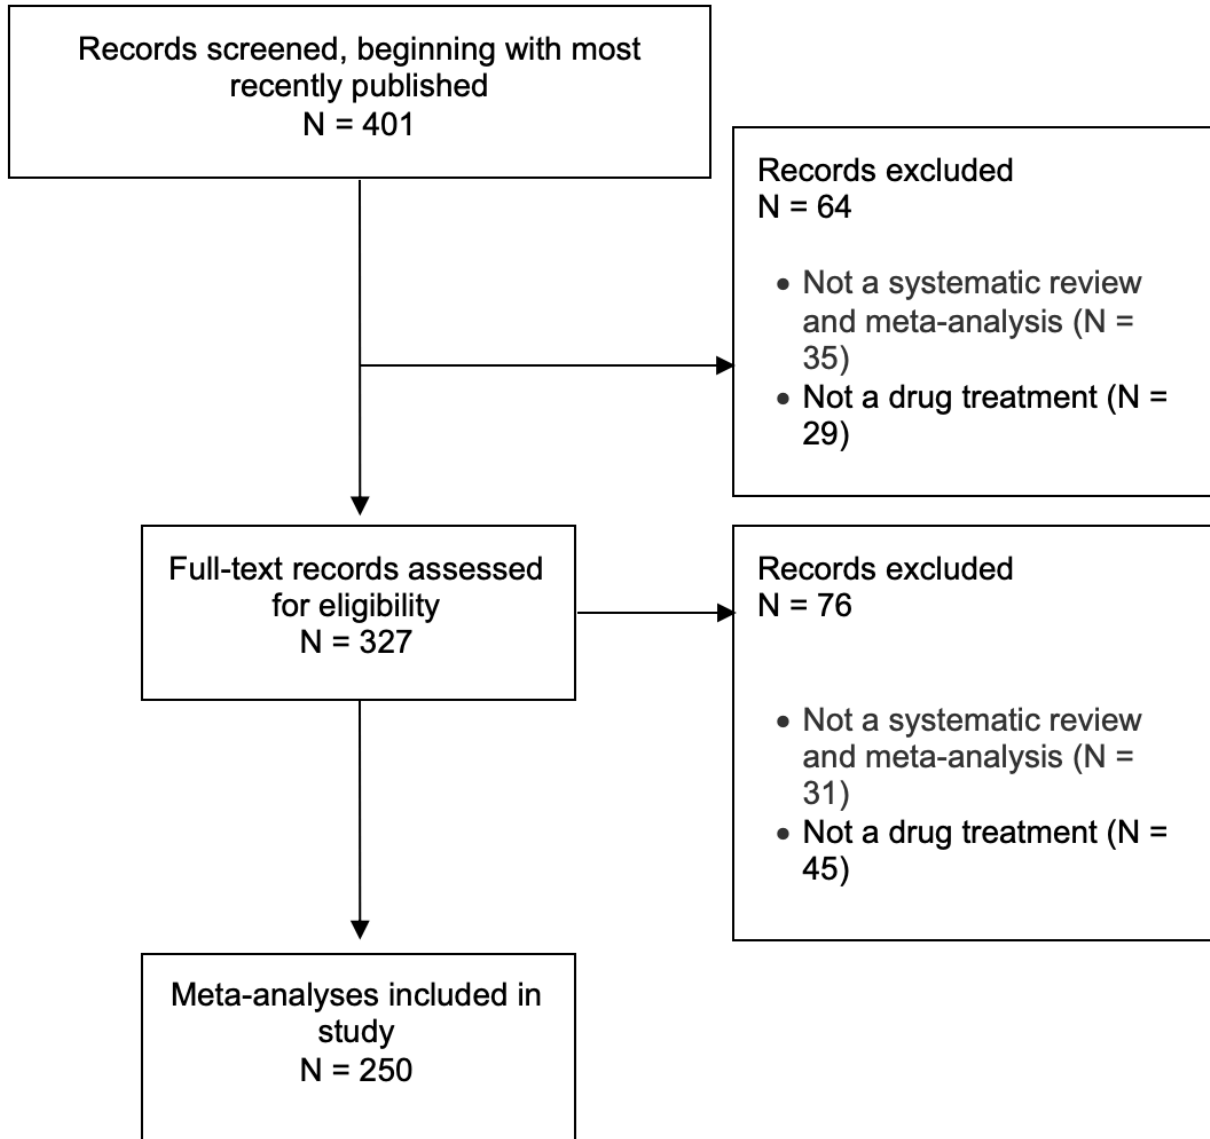 Records screened, beginning with most
recently published
N = 401
Records excluded
N = 64
• Not a systematic review
and meta-analysis (N =
35)
• Not a drug treatment (N =
29)
Full-text records assessed
for eligibility
N = 327
Records excluded
N = 76
• Not a systematic review
and meta-analysis (N =
31)
• Not a drug treatment (N =
45)
Meta-analyses included in
study
N = 250